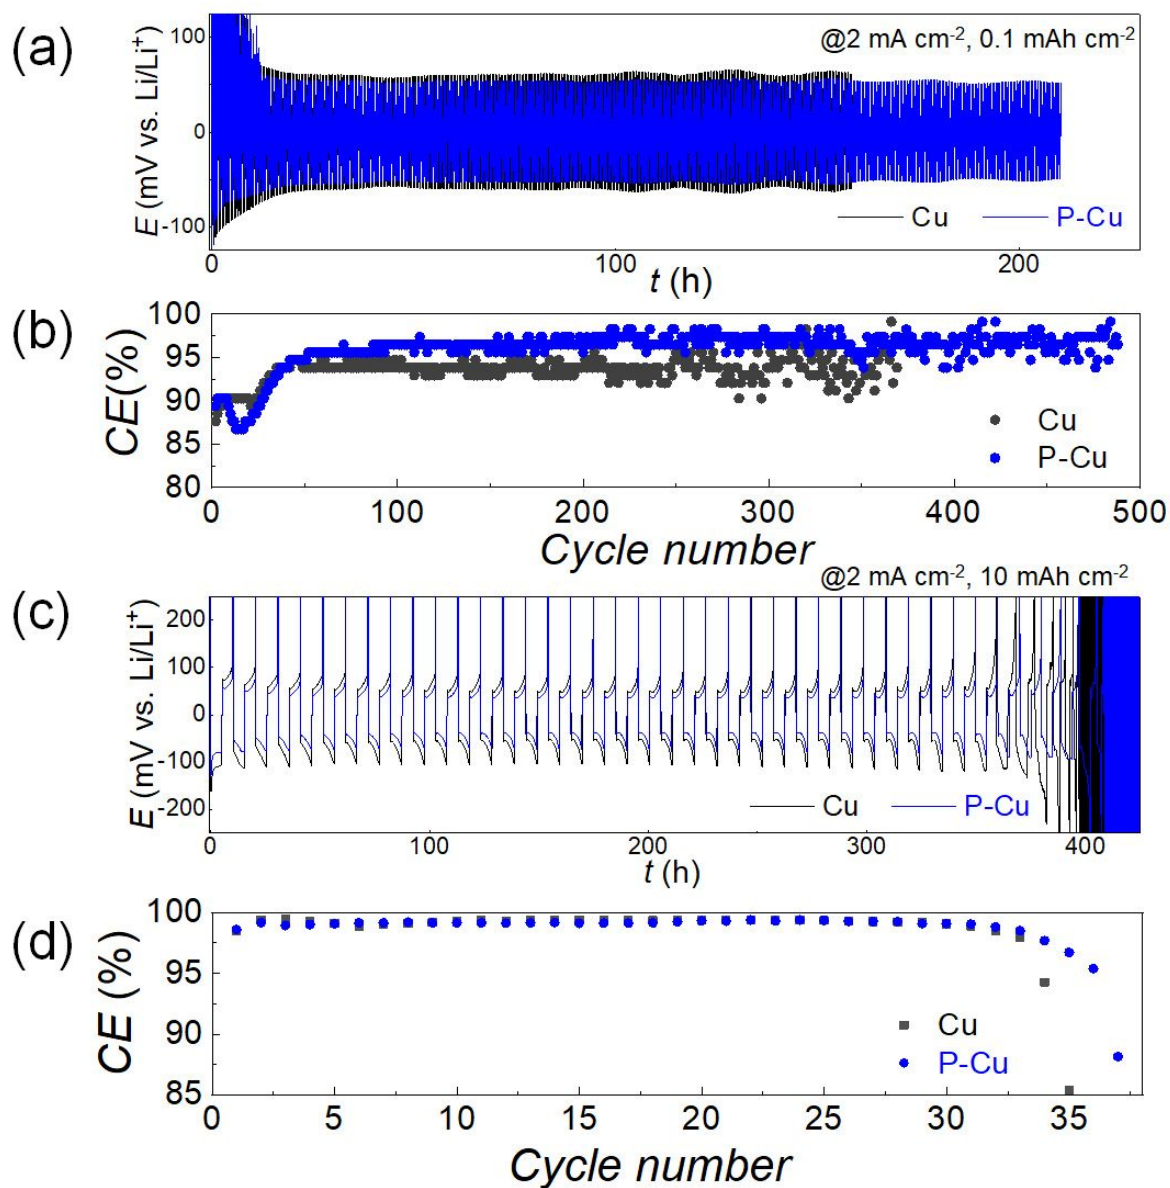 (a)
@2 mA cm-2, 0.1 mAh cm-2
E (mV vs. Li/Li+)
100
0
-100
Cu
P-Cu
0
100
200
t (h)
(b)
CE(%)
100
95
90
85
80
Cu
P-Cu
0
100
200
300
400
500
Cycle number
@2 mA cm-2, 10 mAh cm-2
(c)
E (mV vs. Li/Li+)
200
100
0
-100
-200
Cu
P-Cu
0
100
200
300
400
t (h)
(d)
CE (%)
100
95
90
85
Cu
P-Cu
0
5
10
15
20
25
30
35
Cycle number